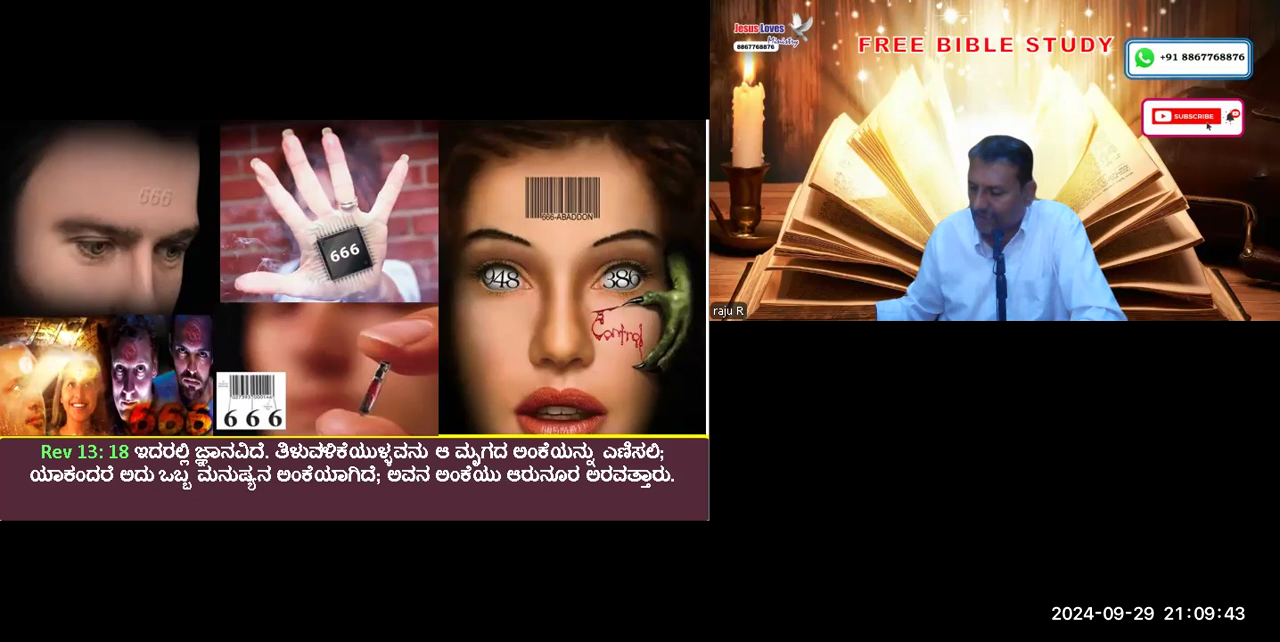 666
666
666-ABADDON
948
386
Control
666
666
Rev 13: 18 ಇದರಲ್ಲಿ ಜ್ಞಾನವಿದೆ. ತಿಳುವಳಿಕೆಯುಳ್ಳವನು ಆ ಮೃಗದ ಅಂಕೆಯನ್ನು ಎಣಿಸಲಿ;
ಯಾಕಂದರೆ ಅದು ಒಬ್ಬ ಮನುಷ್ಯನ ಅಂಕೆಯಾಗಿದೆ; ಅವನ ಅಂಕೆಯು ಆರುನೂರ ಅರವತ್ತಾರು.
Jesus Loves
Ministry
8867768876
FREE BIBLE STUDY
+91 8867768876
SUBSCRIBE
raju R
2024-09-29 21:09:43